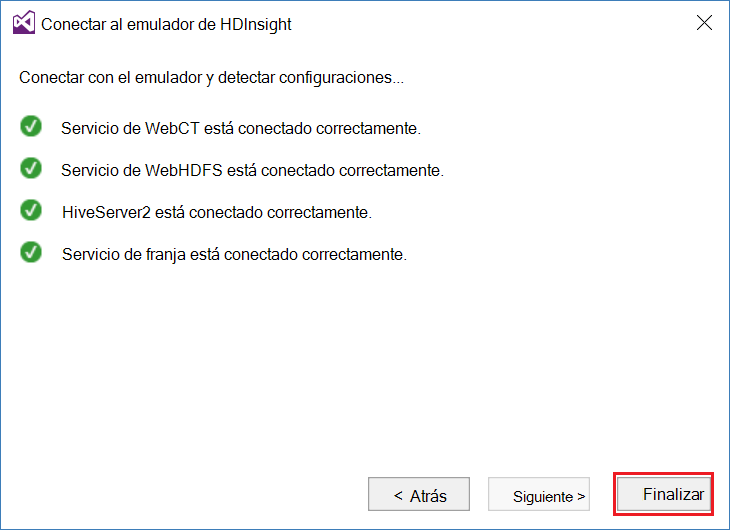 Conectar al emulador de HDInsight
Conectar con el emulador y detectar configuraciones...
Servicio de WebCT está conectado correctamente.
Servicio de WebHDFS está conectado correctamente.
HiveServer2 está conectado correctamente.
Servicio de franja está conectado correctamente.
< Atrás
Siguiente >
Finalizar